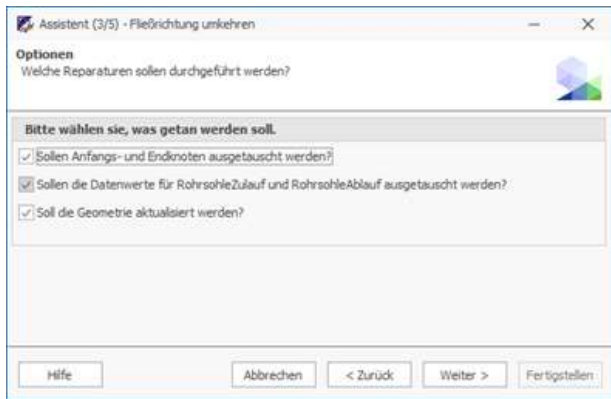 Assistent (3/5) - Fließrichtung umkehren
Optionen
Welche Reparaturen sollen durchgeführt werden?
Bitte wählen sie, was getan werden soll.
Sollen Anfangs- und Endknoten ausgetauscht werden?
Sollen die Datenwerte für RohrsohleZulauf und RohrsohleAblauf ausgetauscht werden?
Soll die Geometrie aktualisiert werden?
Hilfe Abbrechen < Zurück Weiter > Fertigstellen